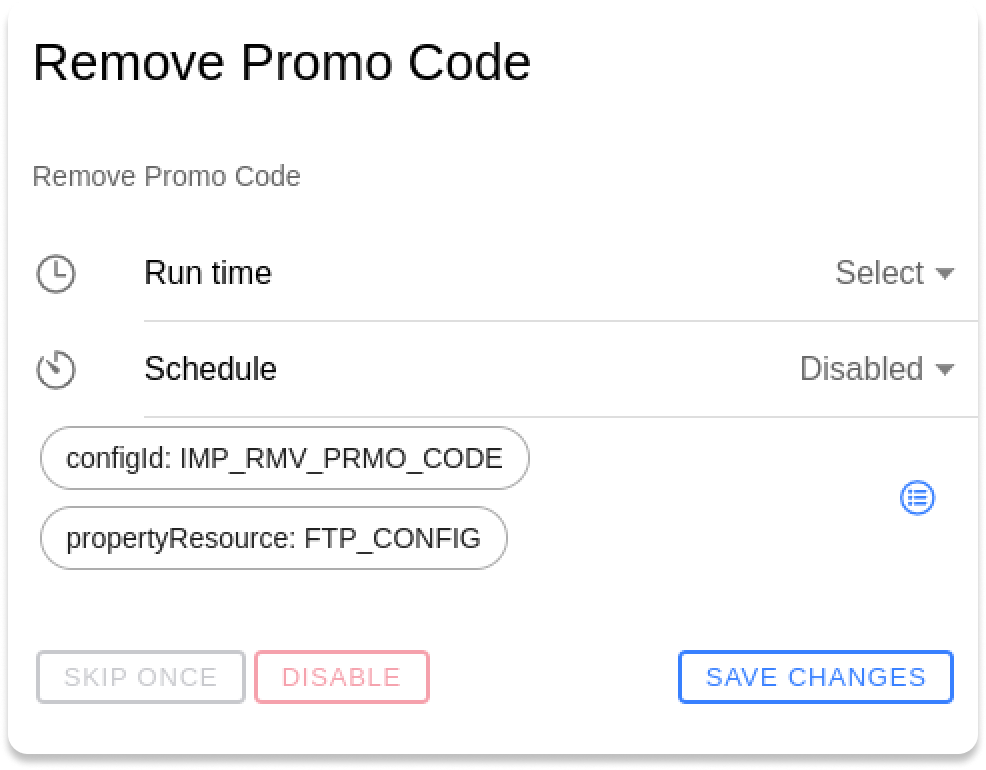 Remove Promo Code
Remove Promo Code
Run time Select
Schedule Disabled
configId: IMP_RMV_PRMO_CODE
propertyResource: FTP_CONFIG
SKIP ONCE DISABLE SAVE CHANGES